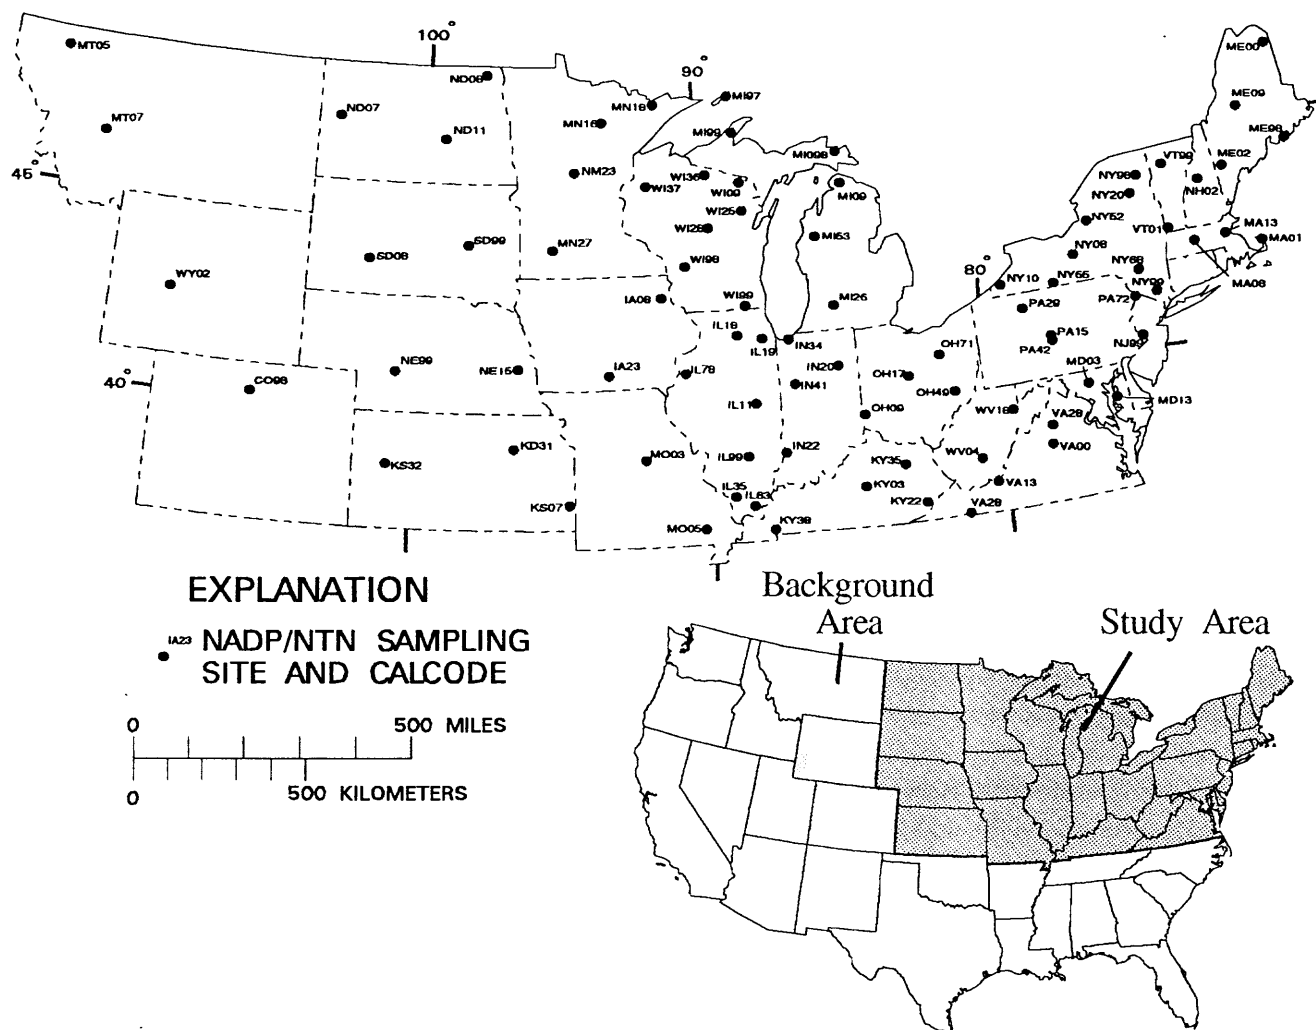 100°
90°
80°
45°
40°
MT05
MT07
WY02
CO98
ND08
ND07
ND11
SD08
SD99
NE99
NE15
KS32
KD31
KS07
MN18
MN16
NM23
MN27
IA08
IA23
MO03
MO05
MI97
MI99
MI098
MI09
MI53
MI26
WI36
WI37
WI09
WI25
WI28
WI98
WI99
IL18
IL19
IL78
IL11
IL99
IL35
IL63
IN34
IN20
IN41
IN22
OH71
OH17
OH49
OH09
KY35
KY03
KY22
KY38
WV18
WV04
VA28
VA00
VA13
VA28
MD03
MD13
PA29
PA15
PA42
PA72
NJ99
NY10
NY65
NY08
NY68
NY99
NY52
NY20
NY98
VT99
VT01
NH02
MA13
MA01
MA08
ME00
ME09
ME98
ME02
EXPLANATION
IA23 NADP/NTN SAMPLING
SITE AND CALCODE
0 500 MILES
0 500 KILOMETERS
Background
Area
Study Area